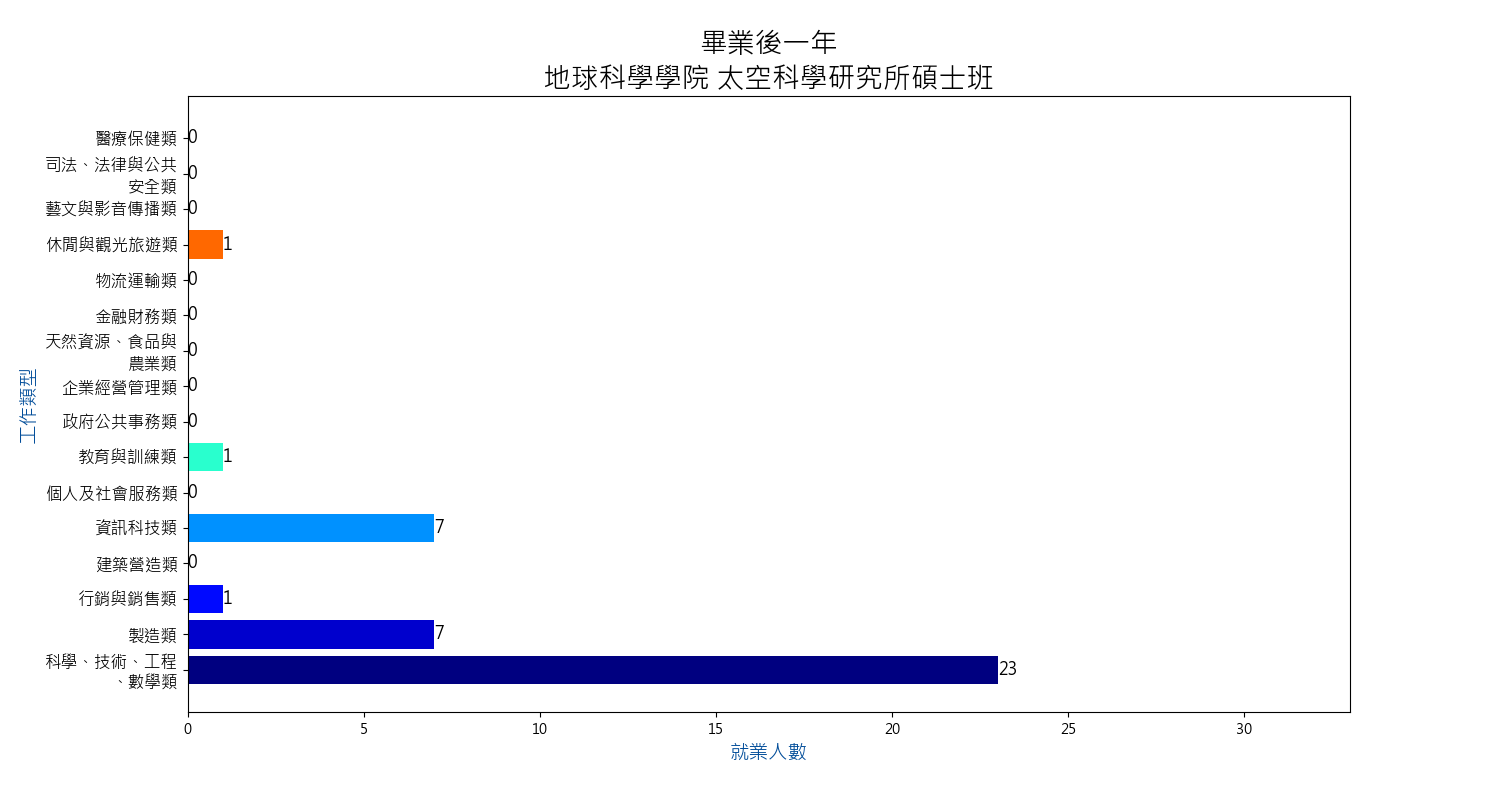 畢業後一年
地球科學學院 太空科學研究所碩士班
醫療保健類
0
司法、法律與公共
安全類
0
藝文與影音傳播類
0
休閒與觀光旅遊類
1
物流運輸類
0
金融財務類
0
天然資源、食品與
農業類
0
企業經營管理類
0
政府公共事務類
0
教育與訓練類
1
個人及社會服務類
0
資訊科技類
7
建築營造類
0
行銷與銷售類
1
製造類
7
科學、技術、工程
、數學類
23
工作類型
0 5 10 15 20 25 30
就業人數